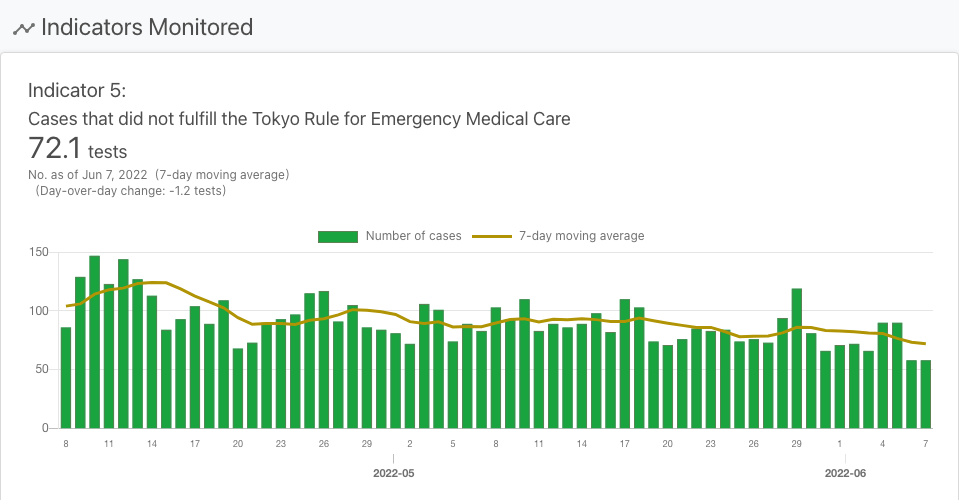 Indicators Monitored
Indicator 5:
Cases that did not fulfill the Tokyo Rule for Emergency Medical Care
72.1 tests
No. as of Jun 7, 2022 (7-day moving average)
(Day-over-day change: -1.2 tests)
Number of cases 7-day moving average
150
100
50
0
8 11 14 17 20 23 26 29 2 5 8 11 14 17 20 23 26 29 1 4 7
2022-05 2022-06